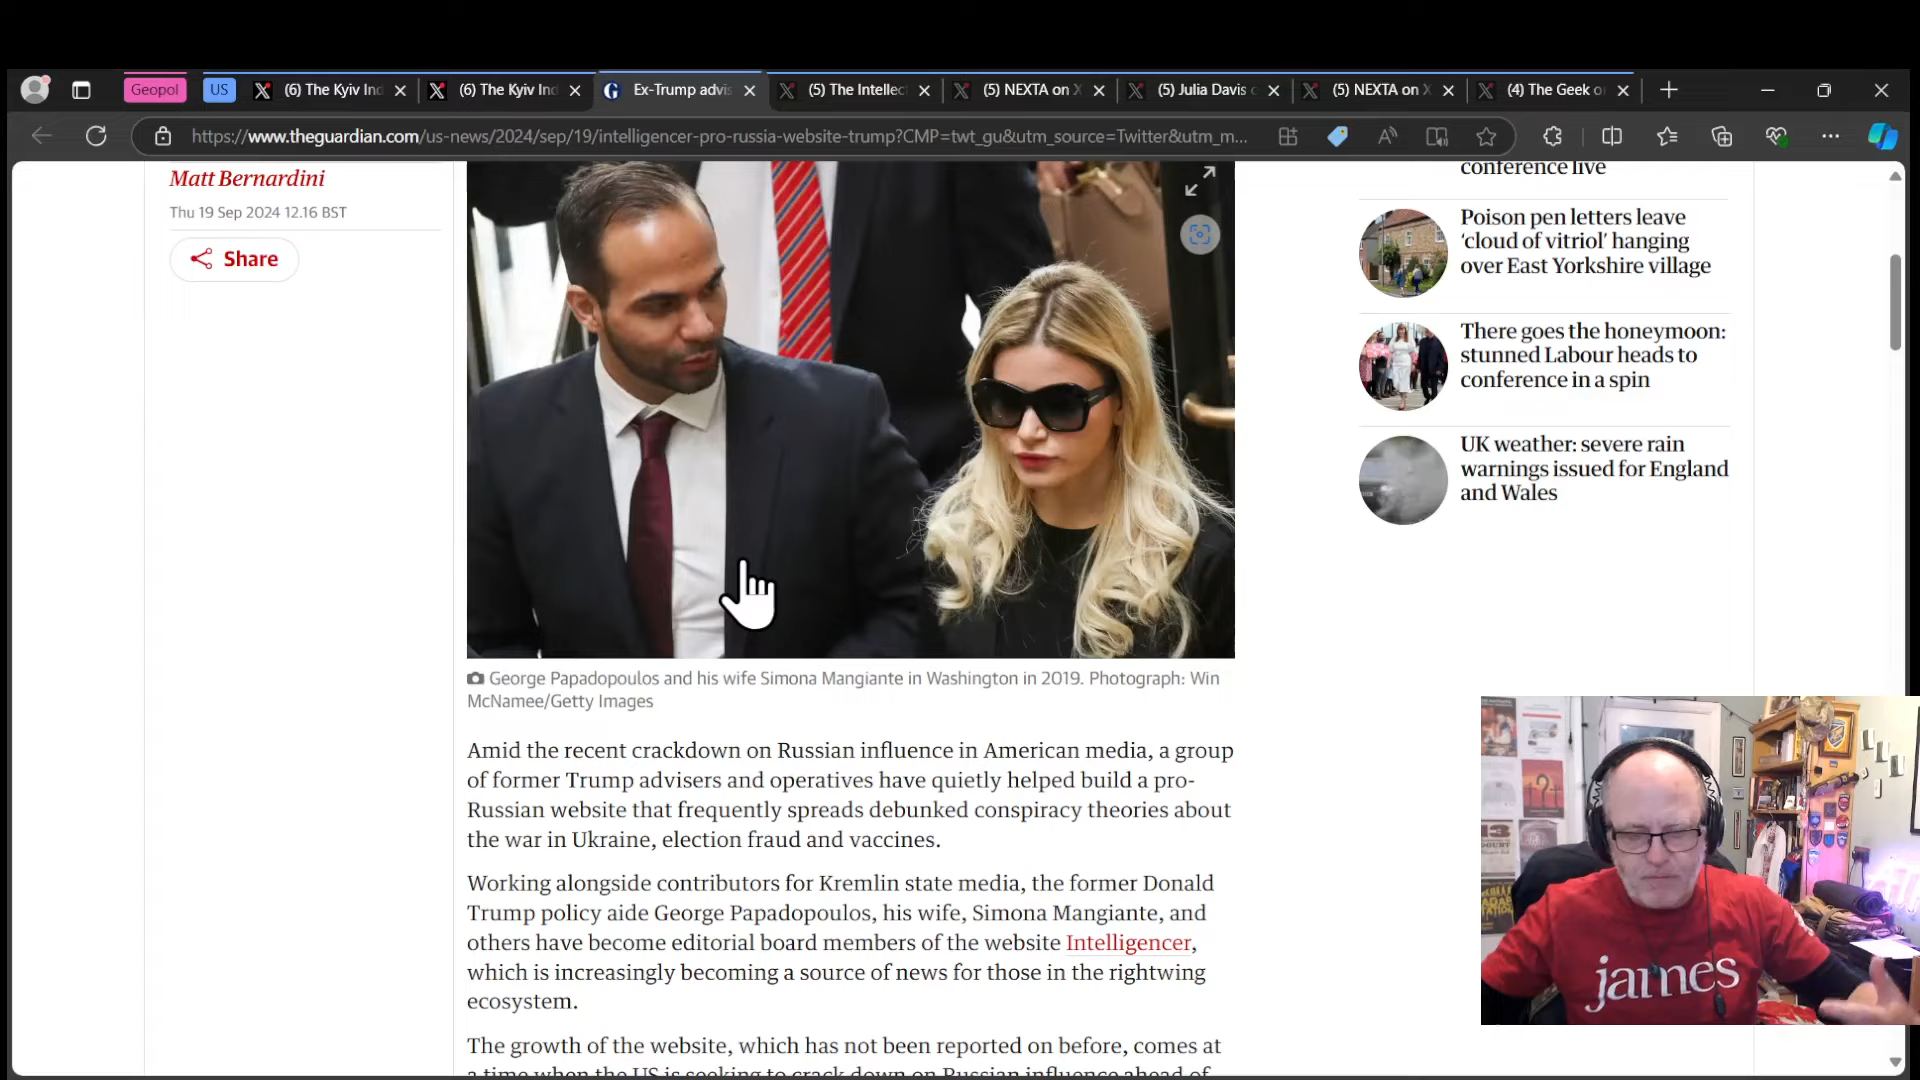 Geopol US (6) The Kyiv Ind (6) The Kyiv Ind Ex-Trump advis (5) The Intellec (5) NEXTA on X (5) Julia Davis (5) NEXTA on X (4) The Geek o
https://www.theguardian.com/us-news/2024/sep/19/intelligencer-pro-russia-website-trump?CMP=twt_gu&utm_source=Twitter&utm_m...
Matt Bernardini
Thu 19 Sep 2024 12.16 BST
Share
George Papadopoulos and his wife Simona Mangiante in Washington in 2019. Photograph: Win
McNamee/Getty Images
Amid the recent crackdown on Russian influence in American media, a group
of former Trump advisers and operatives have quietly helped build a pro-
Russian website that frequently spreads debunked conspiracy theories about
the war in Ukraine, election fraud and vaccines.
Working alongside contributors for Kremlin state media, the former Donald
Trump policy aide George Papadopoulos, his wife, Simona Mangiante, and
others have become editorial board members of the website Intelligencer,
which is increasingly becoming a source of news for those in the rightwing
ecosystem.
The growth of the website, which has not been reported on before, comes at
a time when the US is seeking to crack down on Russian influence ahead of
conference live
Poison pen letters leave
‘cloud of vitriol’ hanging
over East Yorkshire village
There goes the honeymoon:
stunned Labour heads to
conference in a spin
UK weather: severe rain
warnings issued for England
and Wales
james